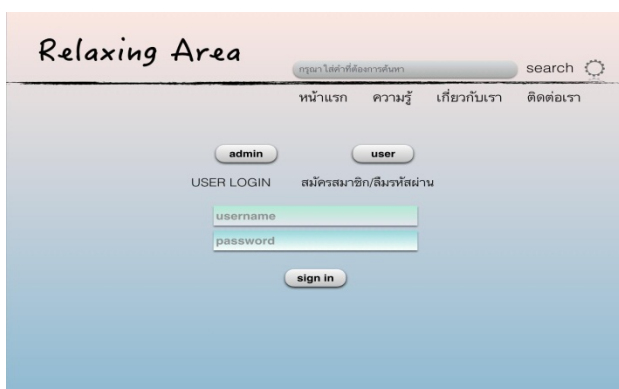 Relaxing Area
กรุณาใส่คำที่ต้องการค้นหา search
หน้าแรก ความรู้ เกี่ยวกับเรา ติดต่อเรา
admin user
USER LOGIN สมัครสมาชิก/ลืมรหัสผ่าน
username
password
sign in